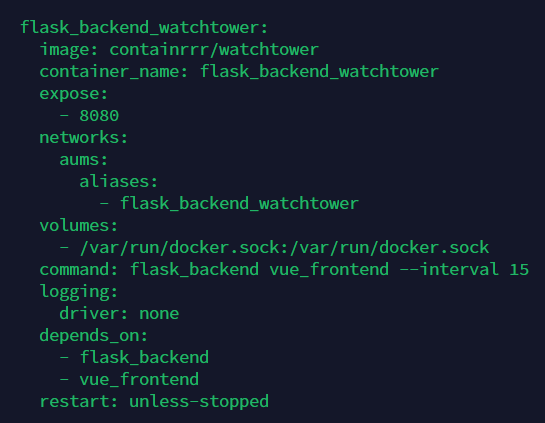 flask_backend_watchtower:
  image: containrrr/watchtower
  container_name: flask_backend_watchtower
  expose:
    - 8080
  networks:
    aums:
      aliases:
        - flask_backend_watchtower
  volumes:
    - /var/run/docker.sock:/var/run/docker.sock
  command: flask_backend vue_frontend --interval 15
  logging:
    driver: none
  depends_on:
    - flask_backend
    - vue_frontend
  restart: unless-stopped